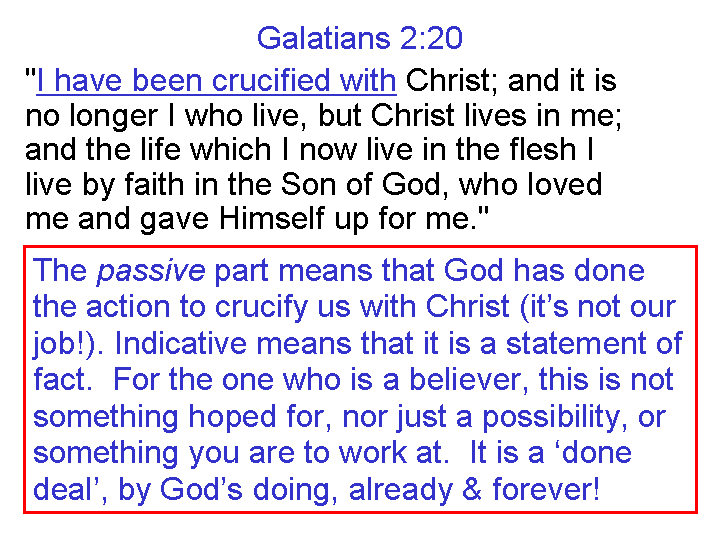 Galatians 2:20
"I have been crucified with Christ; and it is
no longer I who live, but Christ lives in me;
and the life which I now live in the flesh I
live by faith in the Son of God, who loved
me and gave Himself up for me."
The passive part means that God has done
the action to crucify us with Christ (it’s not our
job!). Indicative means that it is a statement of
fact.  For the one who is a believer, this is not
something hoped for, nor just a possibility, or
something you are to work at.  It is a ‘done
deal’, by God’s doing, already & forever!